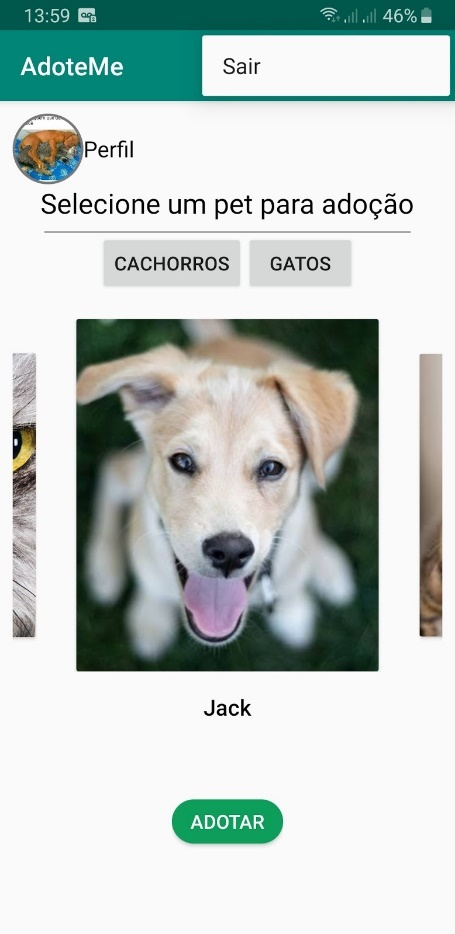 13:59
46%
AdoteMe
Sair
Perfil
Selecione um pet para adoção
CACHORROS
GATOS
Jack
ADOTAR